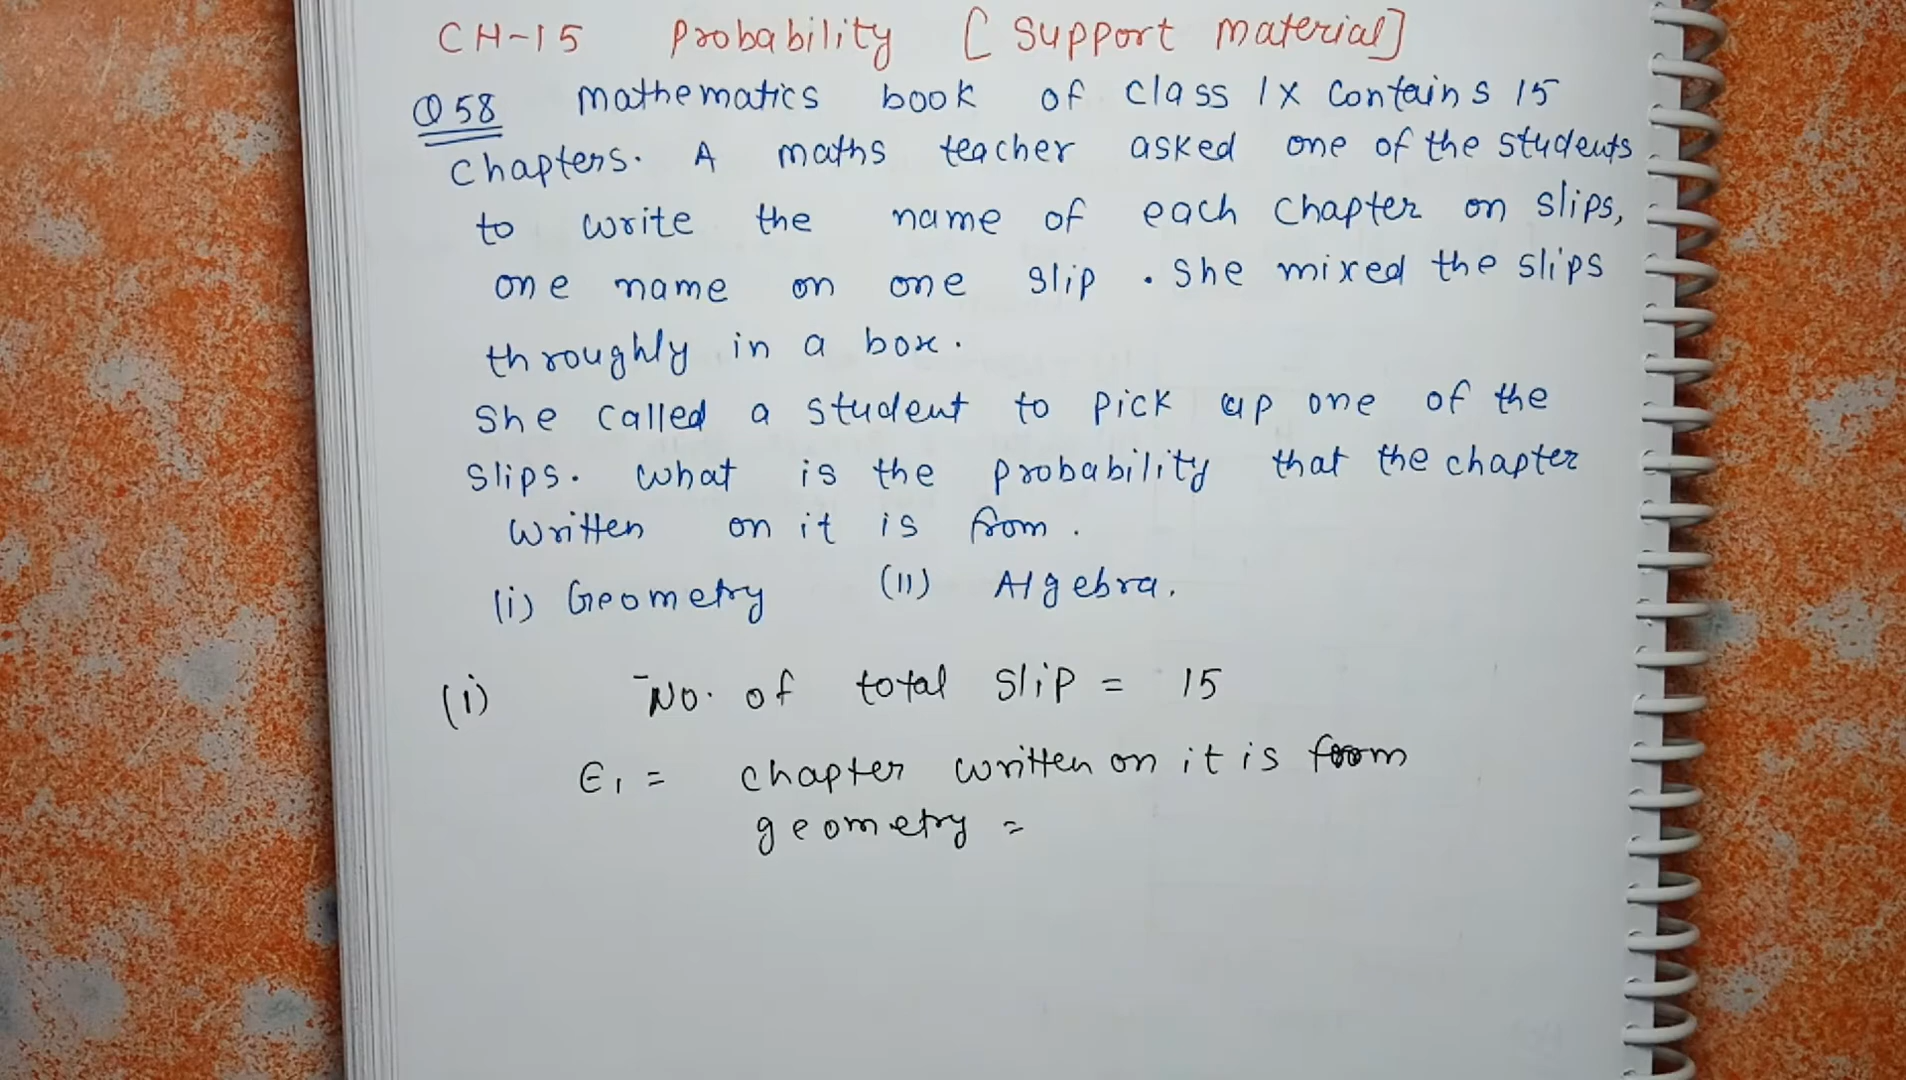 CH-15 Probability [Support Material]
Q58 Mathematics book of class IX contains 15
chapters. A maths teacher asked one of the students
to write the name of each chapter on slips,
one name on one slip. She mixed the slips
throughly in a box.
She called a student to pick up one of the
slips. What is the probability that the chapter
written on it is from.
(i) Geometry (II) Algebra.
(i) No. of total slip = 15
E1 = chapter written on it is from
geometry =